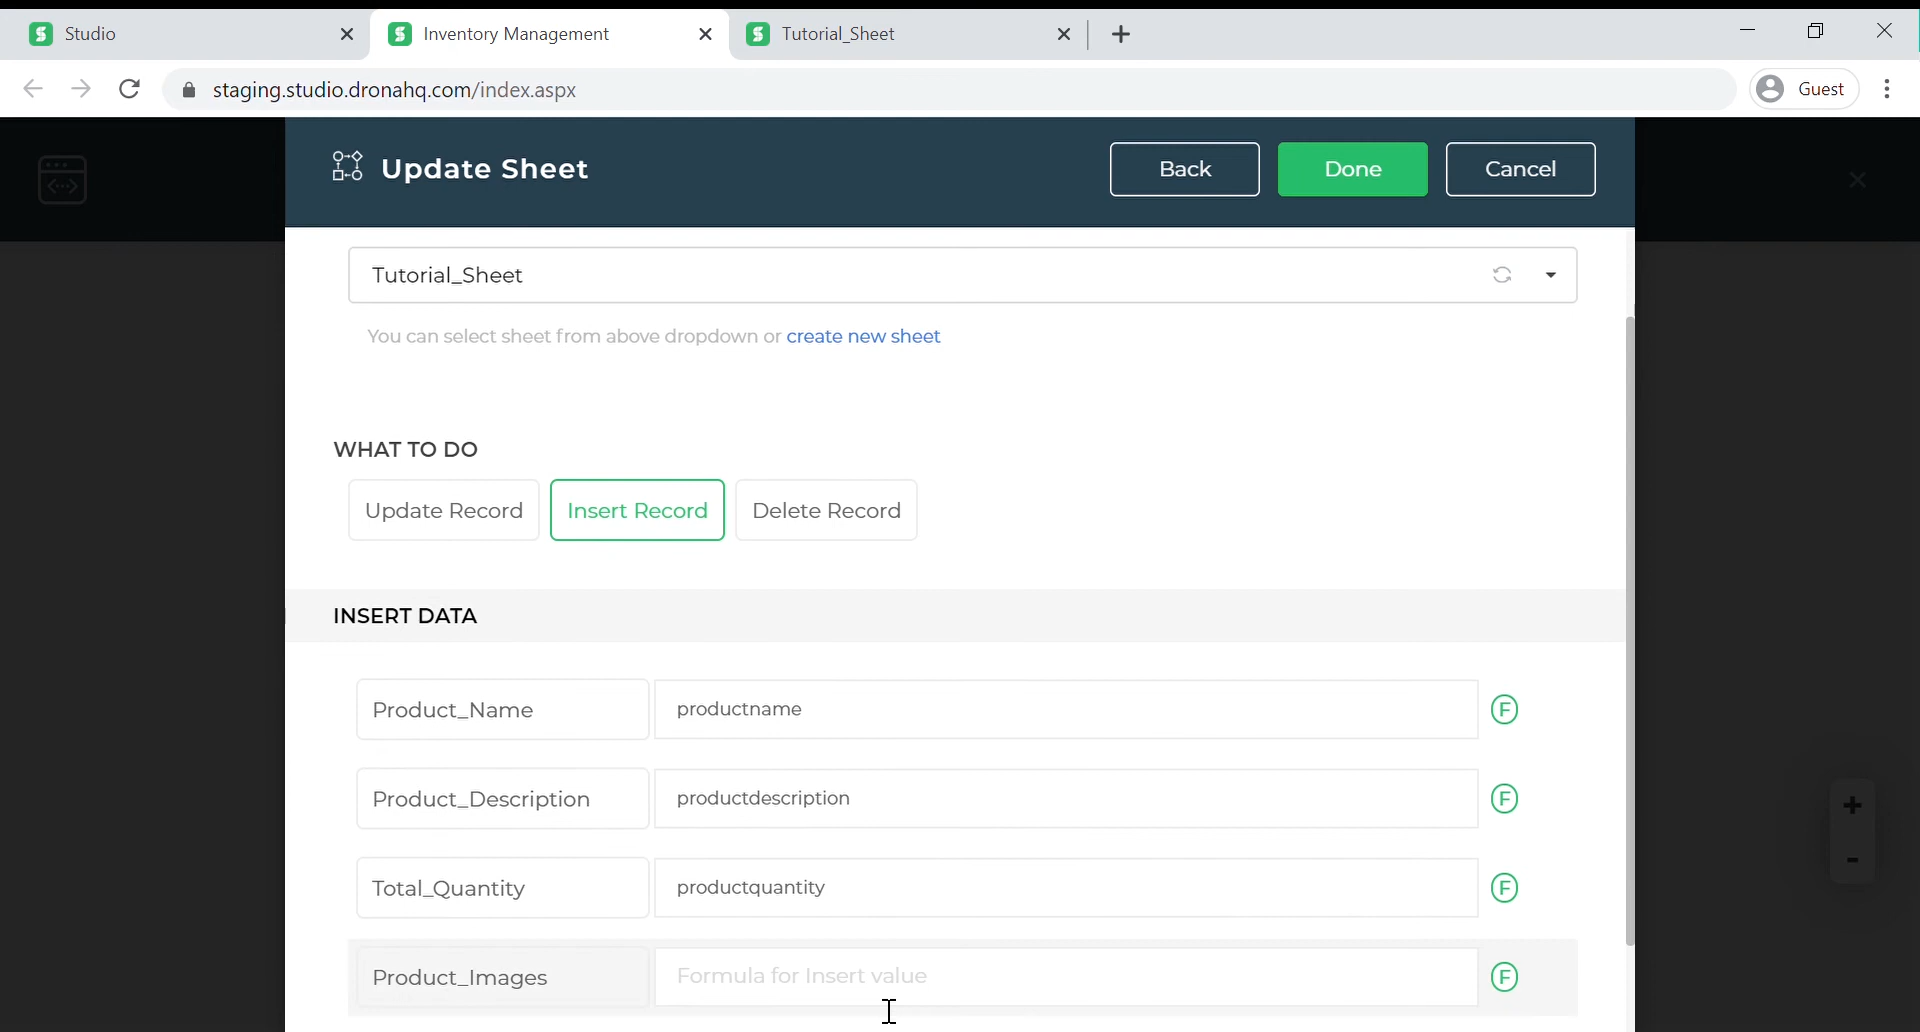 Studio
Inventory Management
Tutorial_Sheet
staging.studio.dronahq.com/index.aspx
Guest
Update Sheet
Back
Done
Cancel
Tutorial_Sheet
You can select sheet from above dropdown or create new sheet
WHAT TO DO
Update Record
Insert Record
Delete Record
INSERT DATA
Product_Name
productname
F
Product_Description
productdescription
F
Total_Quantity
productquantity
F
Product_Images
Formula for Insert value
F